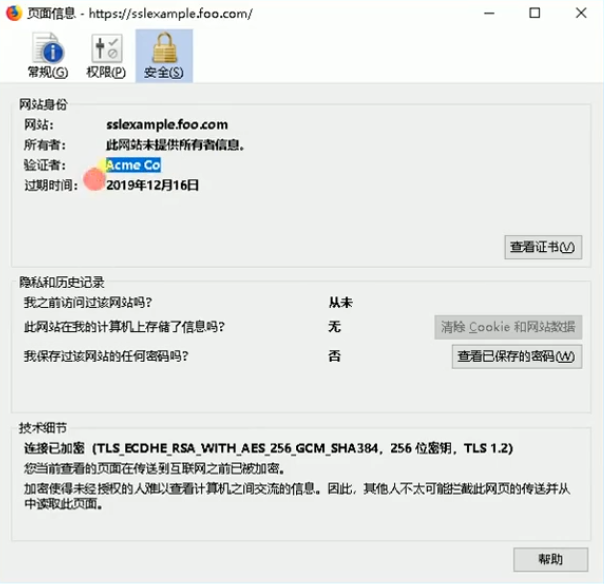 页面信息 - https://sslexample.foo.com/
常规(G) 权限(P) 安全(S)
网站身份
网站： sslexample.foo.com
所有者： 此网站未提供所有者信息。
验证者： Acme Co
过期时间： 2019年12月16日
查看证书(V)
隐私和历史记录
我之前访问过该网站吗？ 从未
此网站在我的计算机上存储了信息吗？ 无 清除 Cookie 和网站数据
我保存过该网站的任何密码吗？ 否 查看已保存的密码(W)
技术细节
连接已加密（TLS_ECDHE_RSA_WITH_AES_256_GCM_SHA384，256 位密钥，TLS 1.2）
您当前查看的页面在传送到互联网之前已被加密。
加密使得未经授权的人难以查看计算机之间交流的信息。因此，其他人不太可能拦截此网页的传送并从
中读取此页面。
帮助